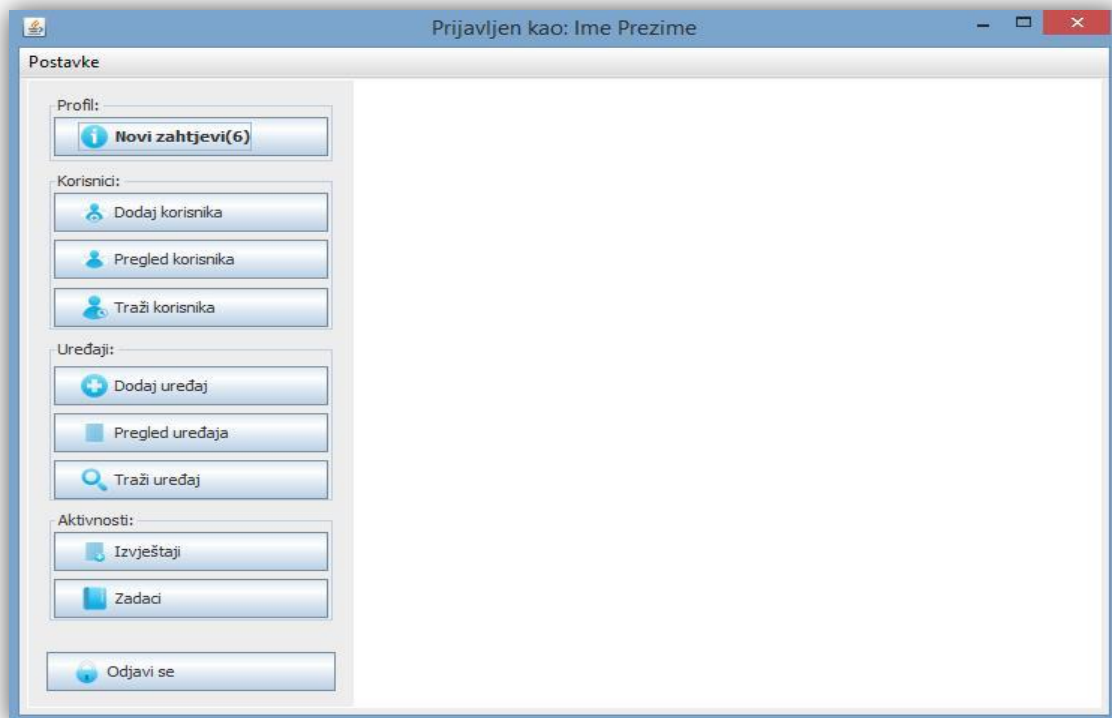 Prijavljen kao: Ime Prezime
Postavke
Profil:
Novi zahtjevi(6)
Korisnici:
Dodaj korisnika
Pregled korisnika
Traži korisnika
Uređaji:
Dodaj uređaj
Pregled uređaja
Traži uređaj
Aktivnosti:
Izvještaji
Zadaci
Odjavi se